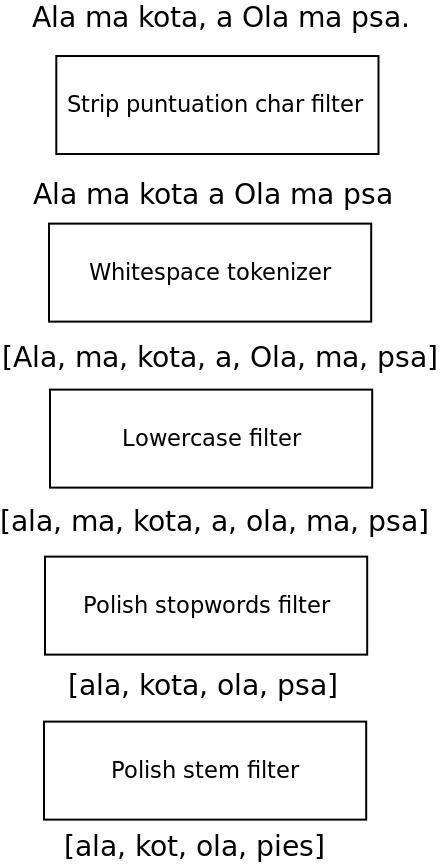 Ala ma kota, a Ola ma psa.
Strip puntuation char filter
Ala ma kota a Ola ma psa
Whitespace tokenizer
[Ala, ma, kota, a, Ola, ma, psa]
Lowercase filter
[ala, ma, kota, a, ola, ma, psa]
Polish stopwords filter
[ala, kota, ola, psa]
Polish stem filter
[ala, kot, ola, pies]